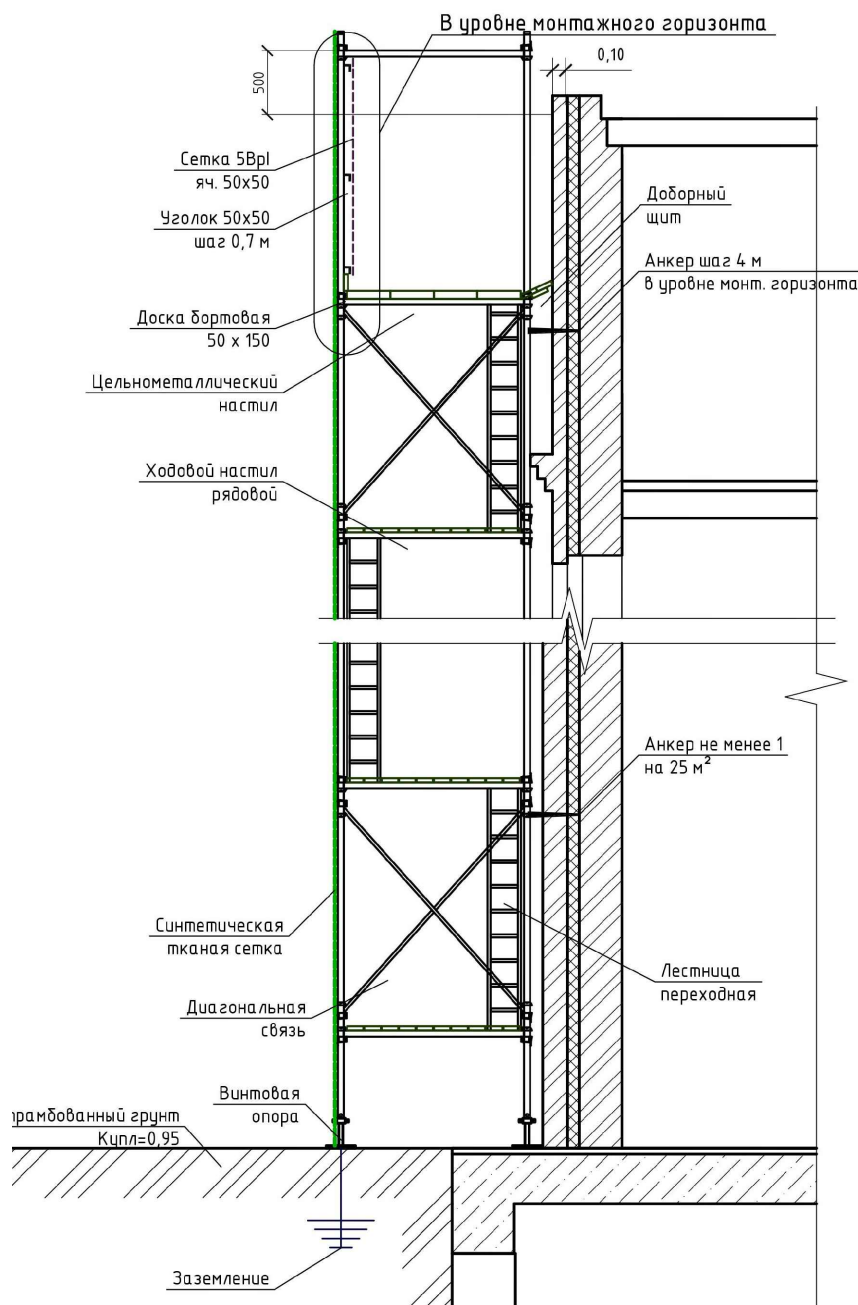 В уровне монтажного горизонта
0,10
500
Сетка 5ВрI
яч. 50х50
Уголок 50х50
шаг 0,7 м
Доборный
щит
Анкер шаг 4 м
в уровне монт. горизонта
Доска бортовая
50 х 150
Цельнометаллический
настил
Ходовой настил
рядовой
Анкер не менее 1
на 25 м²
Синтетическая
тканая сетка
Лестница
переходная
Диагональная
связь
Винтовая
опора
трамбованный грунт
Купл=0,95
Заземление